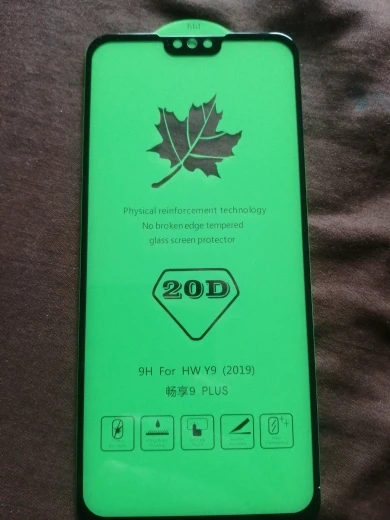 Physical reinforcement technology
No broken edge tempered
glass screen protector
20D
9H For HW Y9 (2019)
畅享9 PLUS